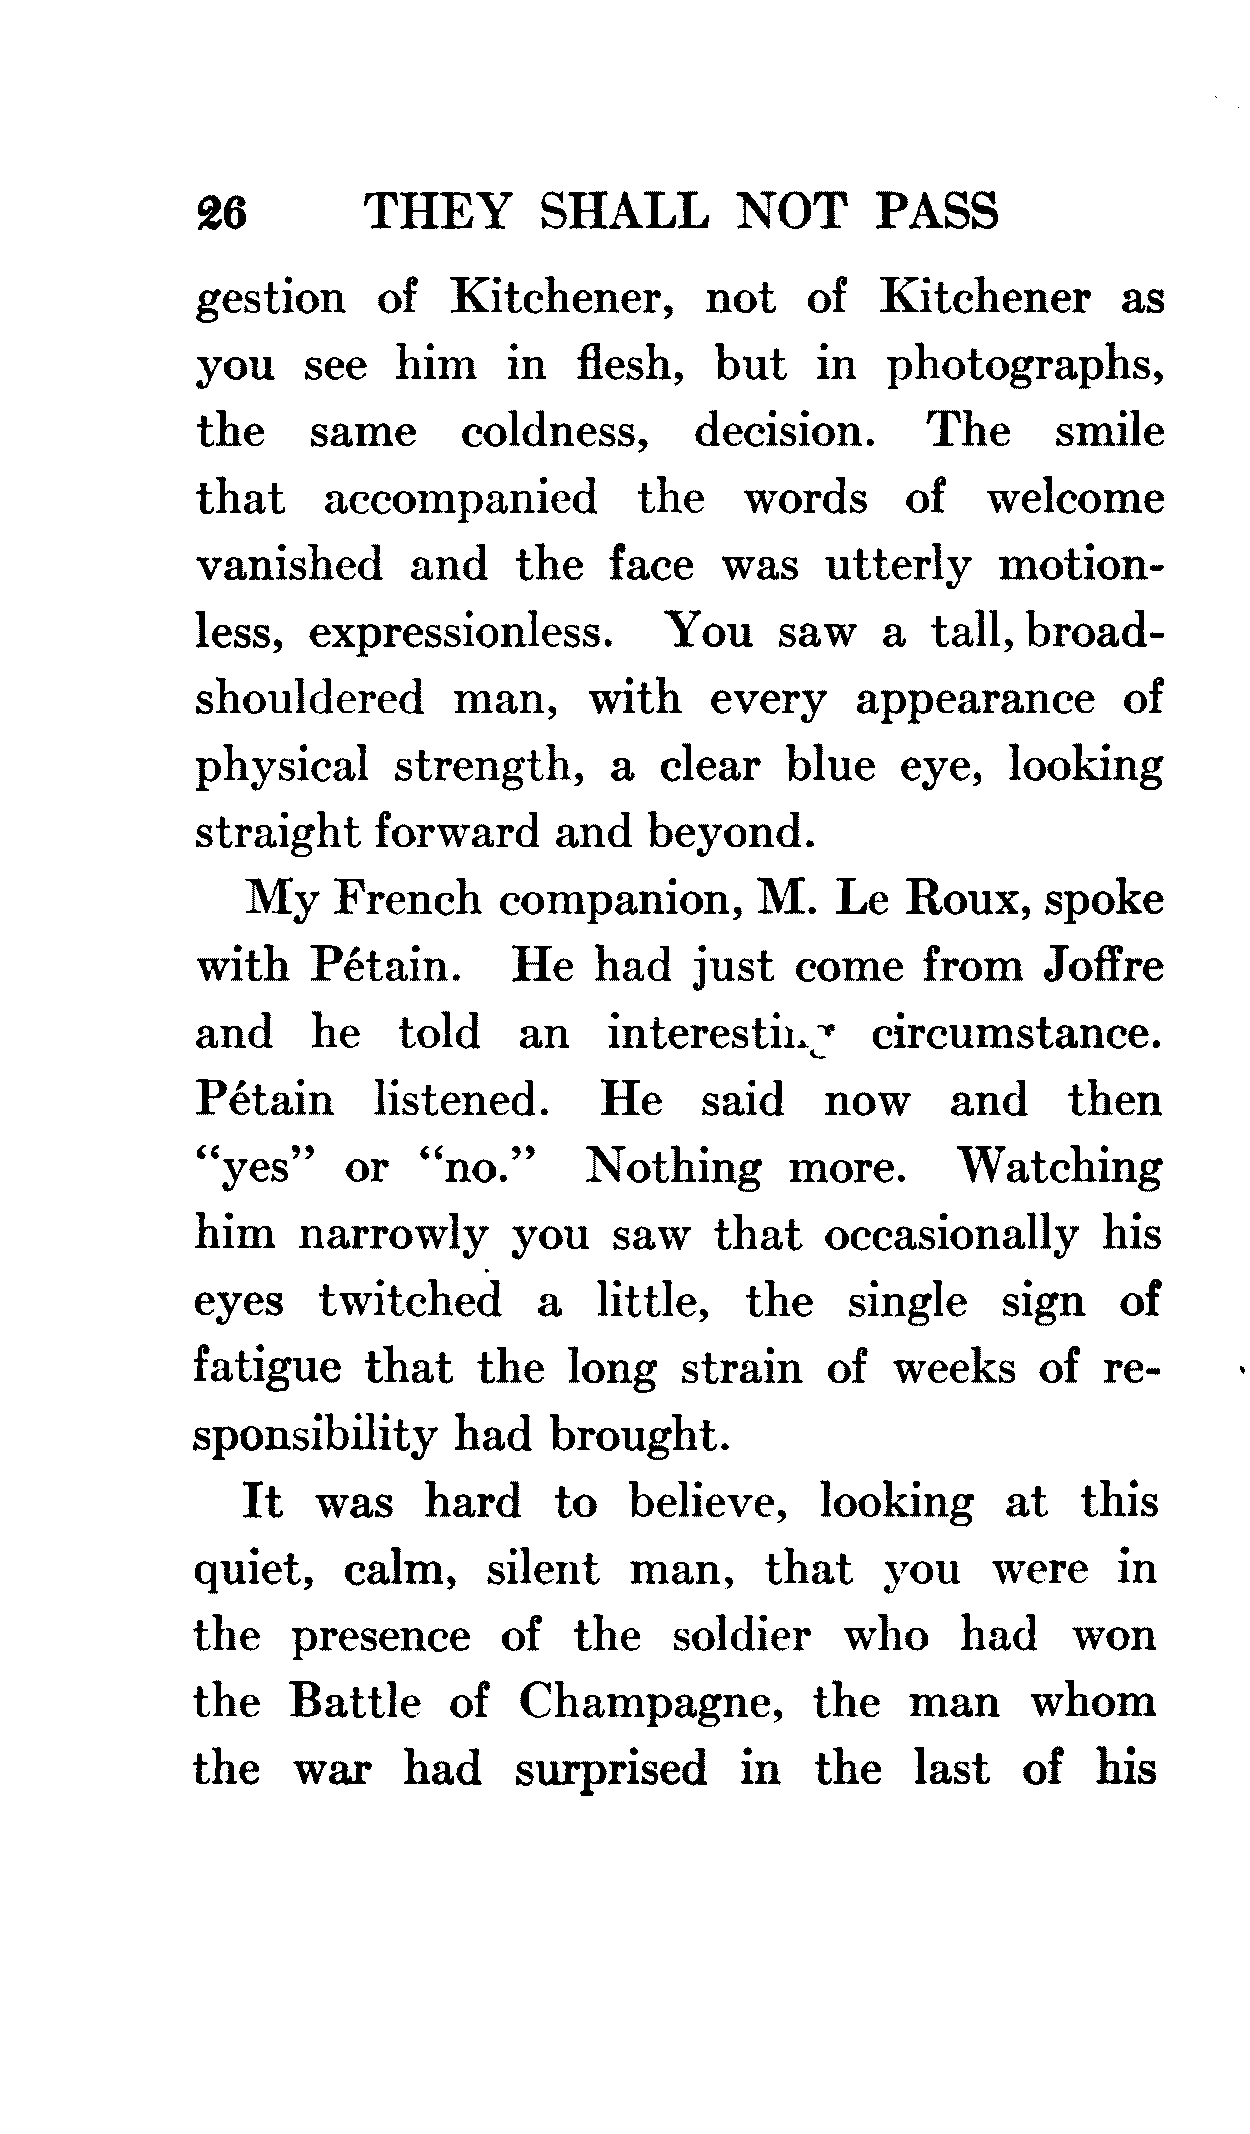 26 THEY SHALL NOT PASS
gestion of Kitchener, not of Kitchener as
you see him in flesh, but in photographs,
the same coldness, decision. The smile
that accompanied the words of welcome
vanished and the face was utterly motion-
less, expressionless. You saw a tall, broad-
shouldered man, with every appearance of
physical strength, a clear blue eye, looking
straight forward and beyond.
My French companion, M. Le Roux, spoke
with Pétain. He had just come from Joffre
and he told an interesting circumstance.
Pétain listened. He said now and then
“yes” or “no.” Nothing more. Watching
him narrowly you saw that occasionally his
eyes twitched a little, the single sign of
fatigue that the long strain of weeks of re-
sponsibility had brought.
It was hard to believe, looking at this
quiet, calm, silent man, that you were in
the presence of the soldier who had won
the Battle of Champagne, the man whom
the war had surprised in the last of his